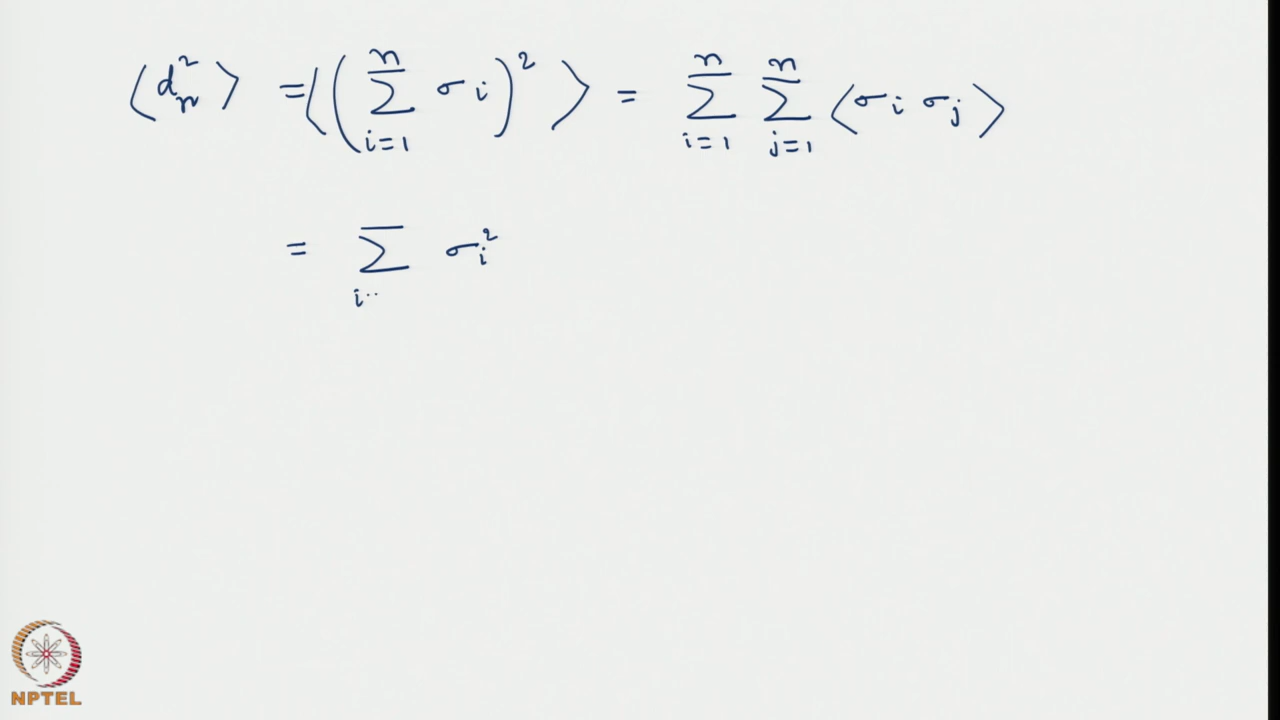 ⟨d_n^2⟩ = ⟨(∑_{i=1}^{n} σ_i)^2⟩ = ∑_{i=1}^{n} ∑_{j=1}^{n} ⟨σ_i σ_j⟩
= ∑_{i..} σ_i^2
NPTEL